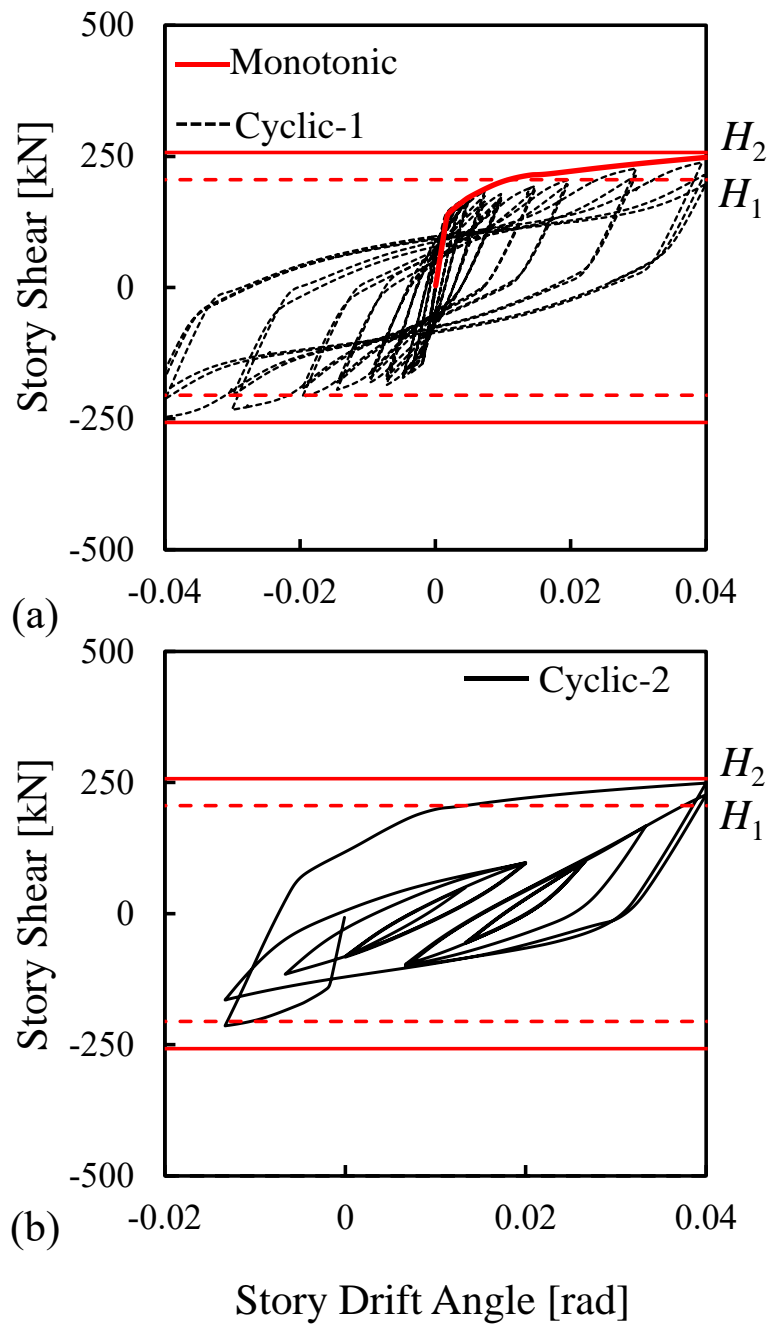 500
Monotonic
Cyclic-1
H2
250
H1
0
-250
-500
-0.04 -0.02 0 0.02 0.04
Story Shear [kN]
(a)
500
Cyclic-2
H2
250
H1
0
-250
-500
-0.02 0 0.02 0.04
Story Shear [kN]
(b)
Story Drift Angle [rad]